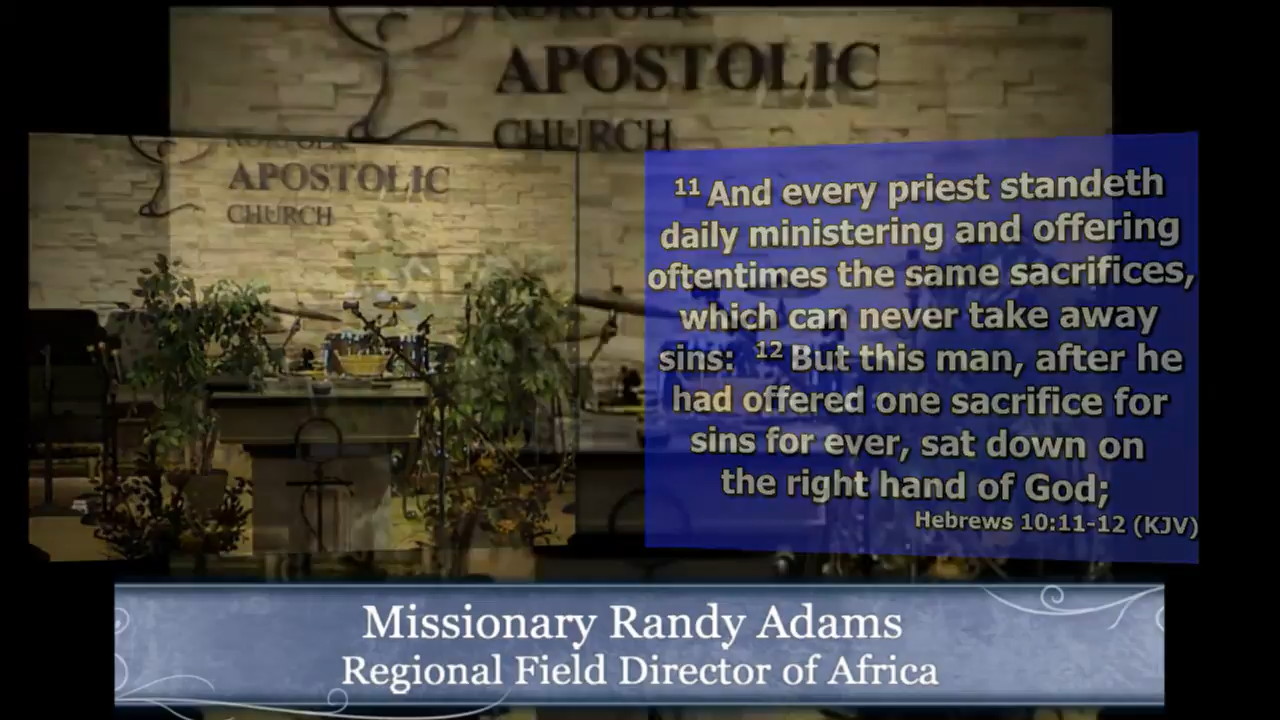 NORFOLK
APOSTOLIC
CHURCH
NORFOLK
APOSTOLIC
CHURCH
11 And every priest standeth
daily ministering and offering
oftentimes the same sacrifices,
which can never take away
sins: 12 But this man, after he
had offered one sacrifice for
sins for ever, sat down on
the right hand of God;
Hebrews 10:11-12 (KJV)
Missionary Randy Adams
Regional Field Director of Africa